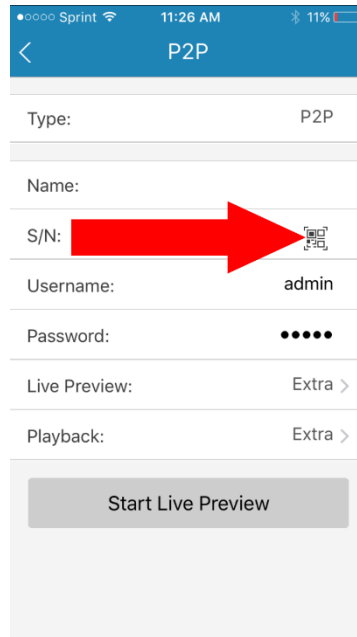 ●○○○○ Sprint 11:26 AM 11%
P2P
Type: P2P
Name:
S/N:
Username: admin
Password: ●●●●●
Live Preview: Extra >
Playback: Extra >
Start Live Preview